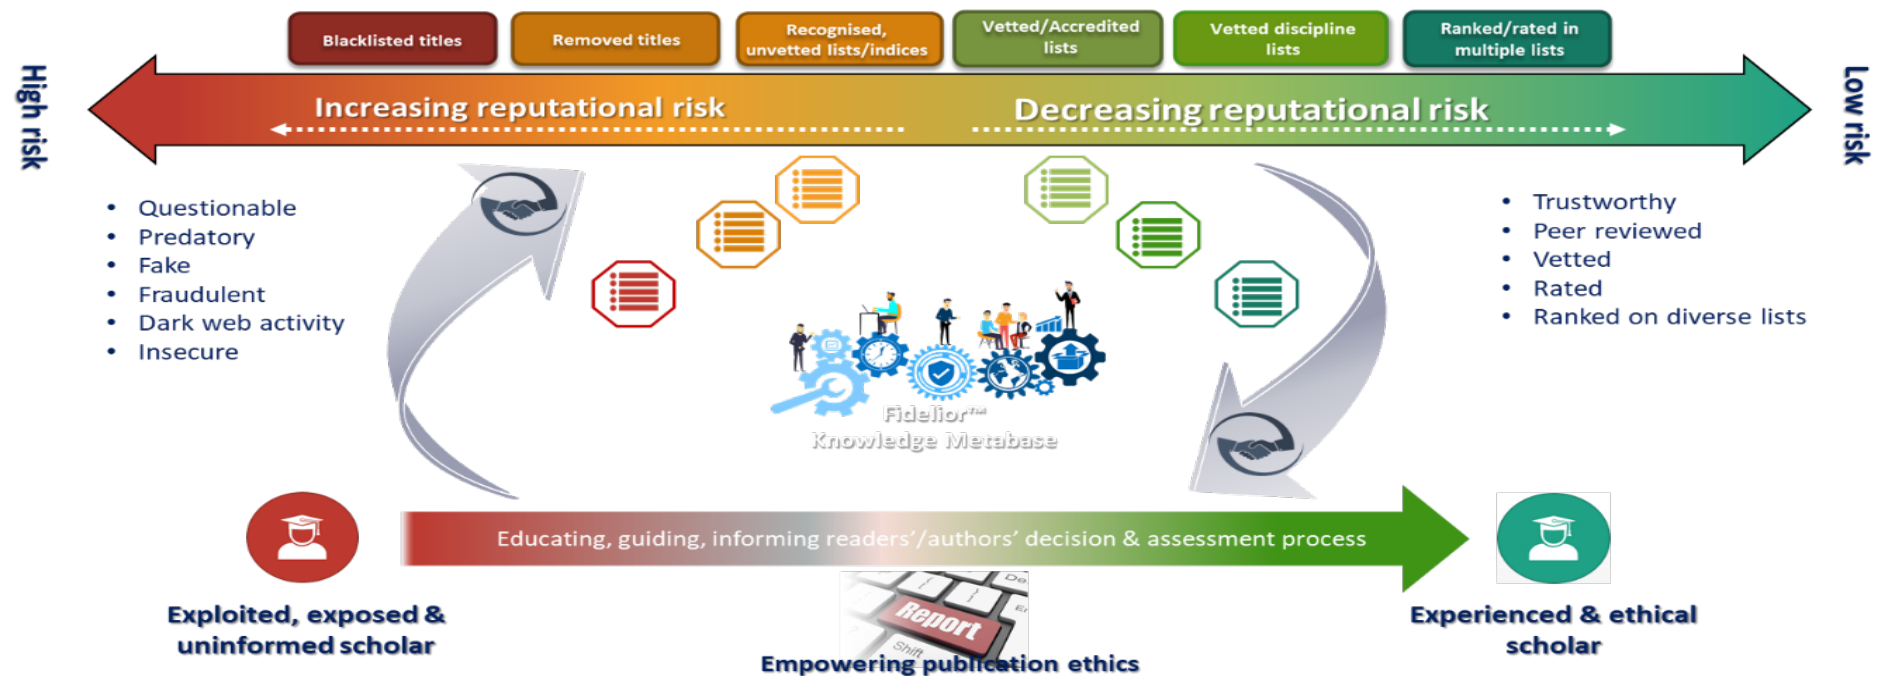 Blacklisted titles
Removed titles
Recognised,
unvetted lists/indices
Vetted/Accredited
lists
Vetted discipline
lists
Ranked/rated in
multiple lists
High risk
Increasing reputational risk
Decreasing reputational risk
Low risk
• Questionable
• Predatory
• Fake
• Fraudulent
• Dark web activity
• Insecure
• Trustworthy
• Peer reviewed
• Vetted
• Rated
• Ranked on diverse lists
Fidelior™
Knowledge Metabase
Educating, guiding, informing readers’/authors’ decision & assessment process
Exploited, exposed &
uninformed scholar
Report
Shift
Empowering publication ethics
Experienced & ethical
scholar